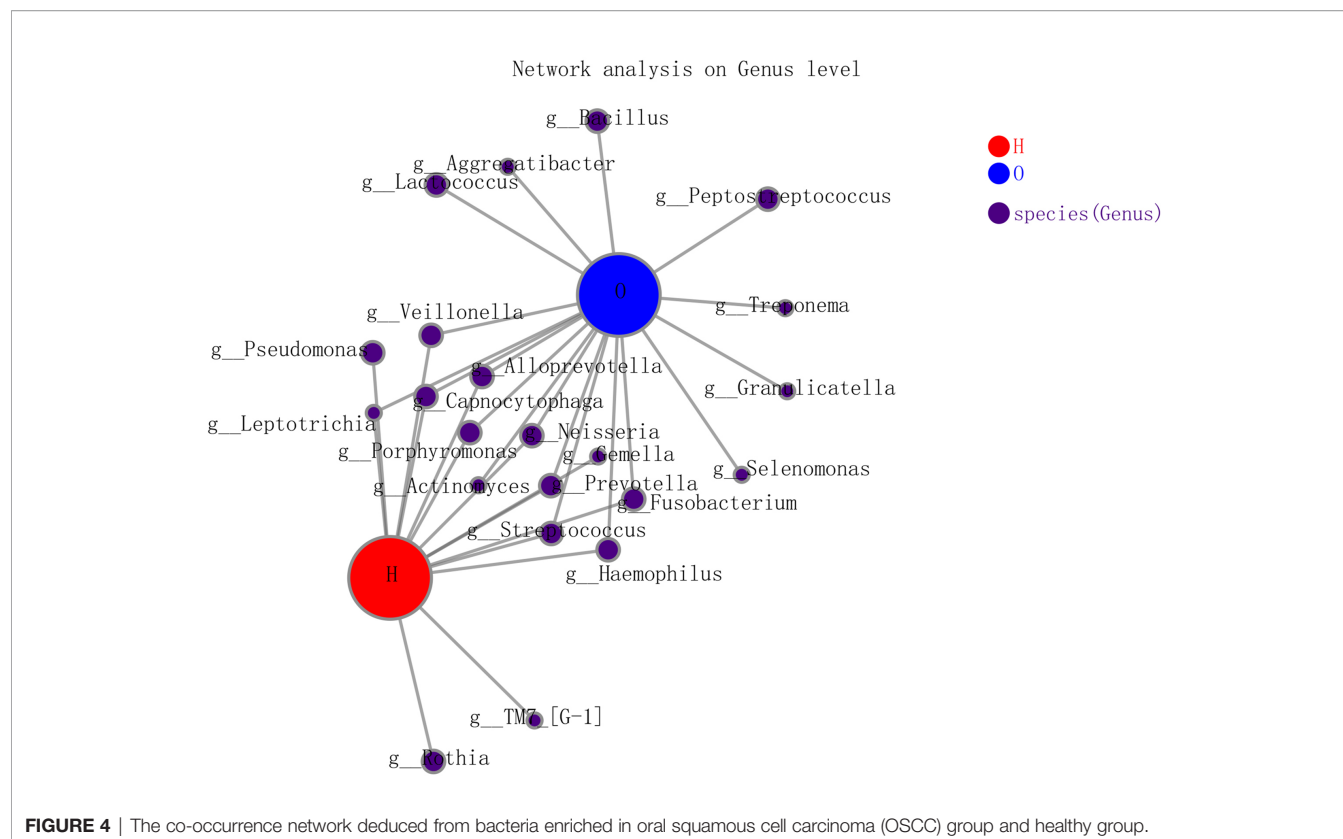 Network analysis on Genus level
g__Bacillus
g__Aggregatibacter
g__Lactococcus
g__Peptostreptococcus
H
O
species(Genus)
O
g__Treponema
g__Veillonella
g__Pseudomonas
g__Alloprevotella
g__Granulicatella
g__Capnocytophaga
g__Leptotrichia
g__Neisseria
g__Porphyromonas
g__Gemella
g__Selenomonas
g__Actinomyces
g__Prevotella
g__Fusobacterium
g__Streptococcus
H
g__Haemophilus
g__TM7_[G-1]
g__Rothia
FIGURE 4 | The co-occurrence network deduced from bacteria enriched in oral squamous cell carcinoma (OSCC) group and healthy group.